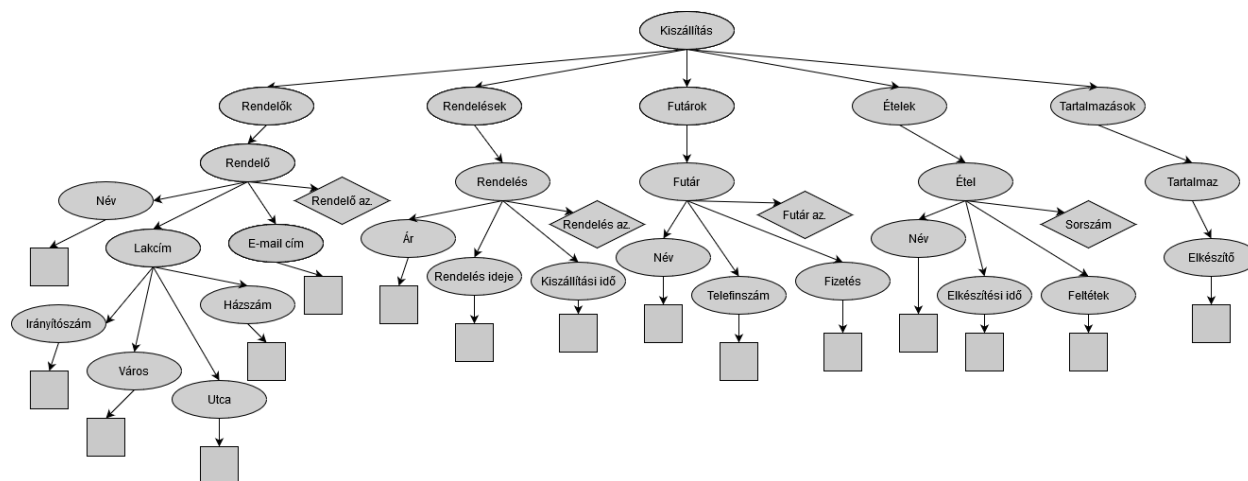 Kiszállítás
Rendelők
Rendelések
Futárok
Ételek
Tartalmazások
Rendelő
Rendelés
Futár
Étel
Tartalmaz
Név
Rendelő az.
Lakcím
E-mail cím
Ár
Rendelés az.
Rendelés ideje
Kiszállítási idő
Név
Futár az.
Telefinszám
Fizetés
Név
Sorszám
Elkészítési idő
Feltétek
Elkészítő
Irányítószám
Házszám
Város
Utca